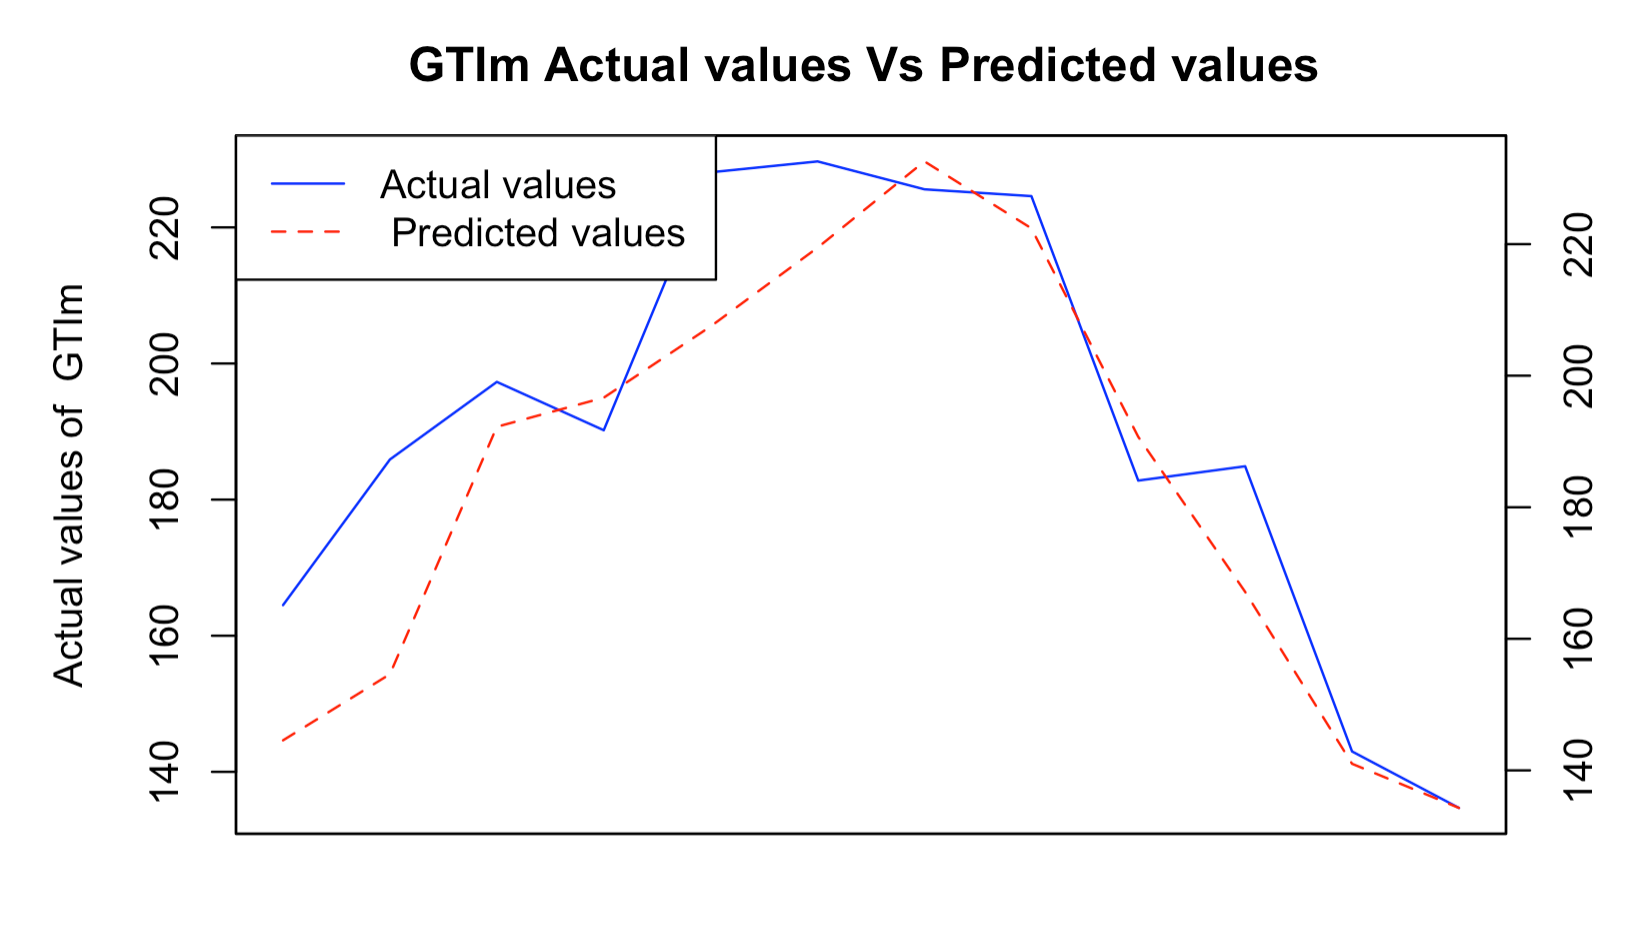 GTIm Actual values Vs Predicted values
Actual values
Predicted values
Actual values of GTIm
220
200
180
160
140
220
200
180
160
140